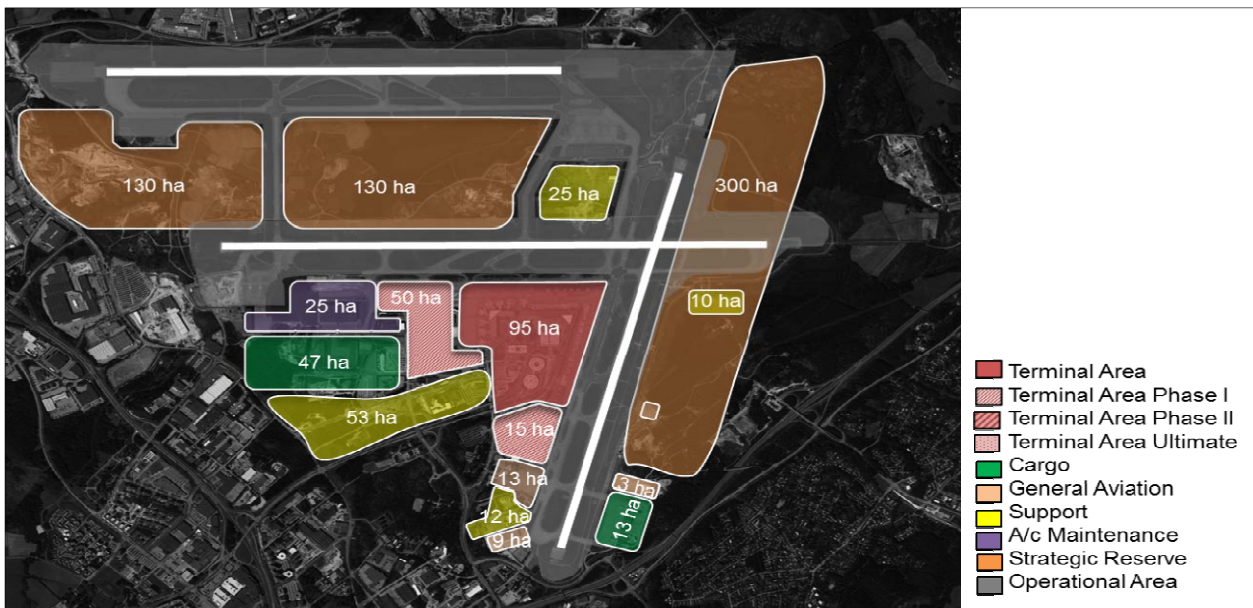 130 ha
130 ha
25 ha
300 ha
10 ha
25 ha
50 ha
95 ha
47 ha
53 ha
15 ha
13 ha
12 ha
9 ha
3 ha
13 ha
Terminal Area
Terminal Area Phase I
Terminal Area Phase II
Terminal Area Ultimate
Cargo
General Aviation
Support
A/c Maintenance
Strategic Reserve
Operational Area